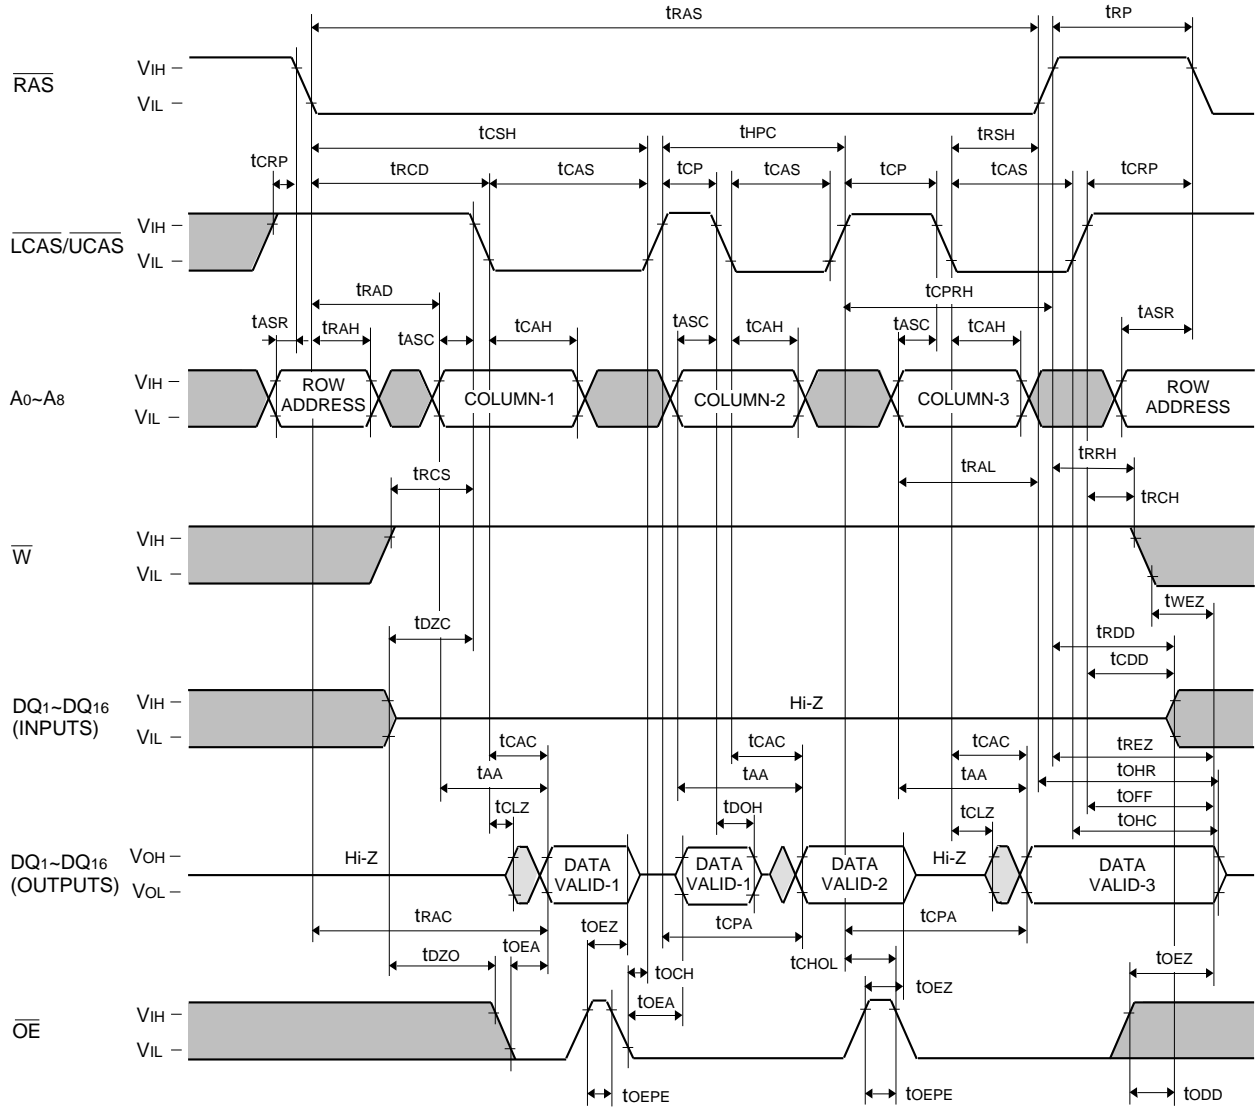 tRAS tRP
RAS VIH VIL
tCSH tHPC tRSH
tCRP tRCD tCAS tCP tCAS tCP tCAS tCRP
LCAS/UCAS VIH VIL
tRAD tCPRH
tASR tRAH tASC tCAH tASC tCAH tASC tCAH tASR
A0~A8 VIH VIL
ROW ADDRESS COLUMN-1 COLUMN-2 COLUMN-3 ROW ADDRESS
tRCS tRAL tRRH
tRCH
W VIH VIL
tWEZ
tDZC tRDD
tCDD
DQ1~DQ16 (INPUTS) VIH VIL Hi-Z
tCAC tCAC tCAC tREZ
tAA tAA tAA tOHR
tCLZ tDOH tCLZ tOFF
tOHC
DQ1~DQ16 (OUTPUTS) VOH VOL
Hi-Z DATA VALID-1 DATA VALID-1 DATA VALID-2 Hi-Z DATA VALID-3
tRAC tOEZ tCPA tCPA
tDZO tOEA tOCH tCHOL tOEZ
tOEA tOEZ
OE VIH VIL
tOEPE tOEPE tODD